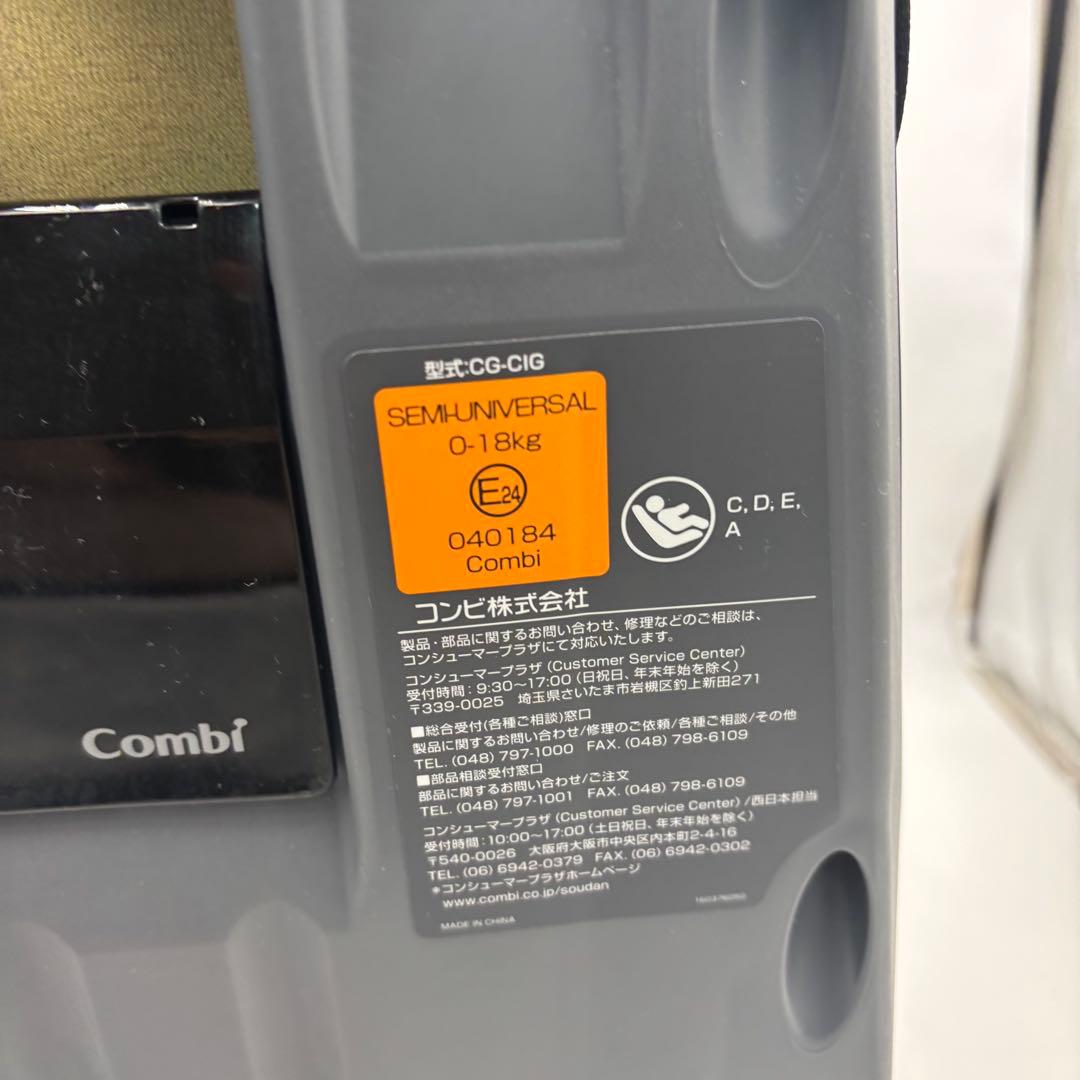 型式:CG-CIG
SEMI-UNIVERSAL
0-18kg
E24
040184
Combi
C, D, E,
A
コンビ株式会社
製品・部品に関するお問い合わせ、修理などのご相談は、
コンシューマープラザにて対応いたします。
コンシューマープラザ (Customer Service Center)
受付時間：9:30〜17:00 (日祝日、年末年始を除く)
〒339-0025 埼玉県さいたま市岩槻区釣上新田271
■総合受付(各種ご相談)窓口
製品に関するお問い合わせ/修理のご依頼/各種ご相談/その他
TEL. (048) 797-1000 FAX. (048) 798-6109
■部品相談受付窓口
部品に関するお問い合わせ/ご注文
TEL. (048) 797-1001 FAX. (048) 798-6109
コンシューマープラザ (Customer Service Center) /西日本担当
受付時間：10:00〜17:00 (土日祝日、年末年始を除く)
〒540-0026 大阪府大阪市中央区内本町2-4-16
TEL. (06) 6942-0379 FAX. (06) 6942-0302
＊コンシューマープラザホームページ
www.combi.co.jp/soudan
MADE IN CHINA
Combi